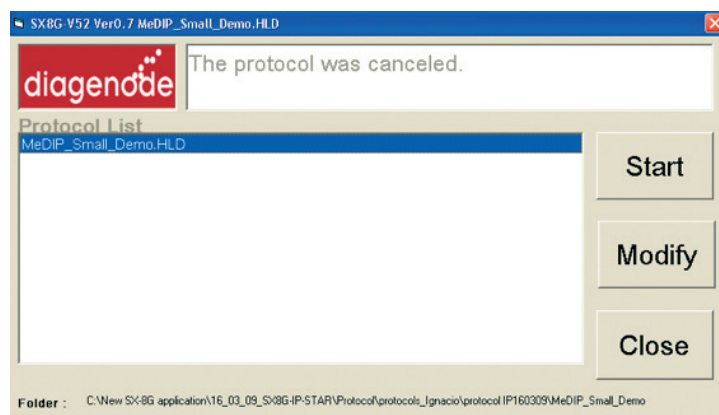 SX8G-V52 Ver0.7 MeDIP_Small_Demo.HLD
diagenode
The protocol was canceled.
Protocol List
MeDIP_Small_Demo.HLD
Start
Modify
Close
Folder : C:\New SX-8G application\16_03_09_SX8G-IP-STAR\Protocol\protocols_Ignacio\protocol IP160309\MeDIP_Small_Demo